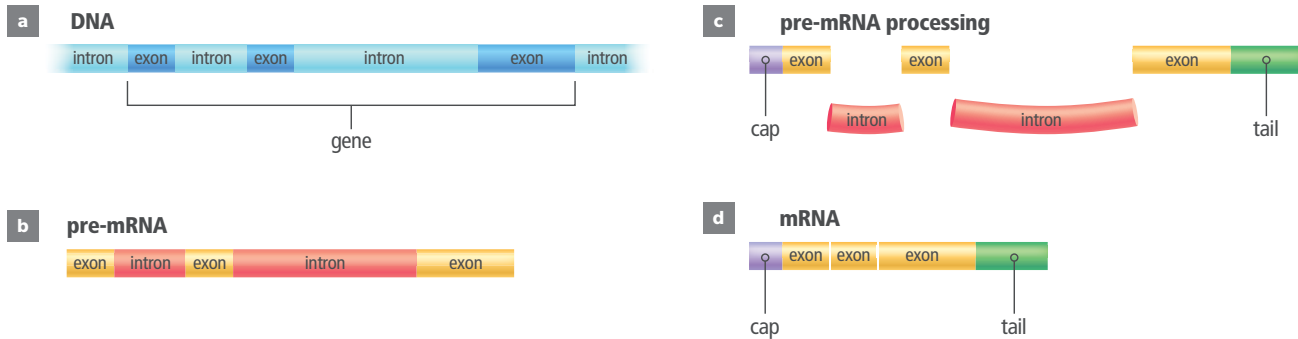 a DNA
intron exon intron exon intron exon intron
gene
b pre-mRNA
exon intron exon intron exon
c pre-mRNA processing
exon exon exon
intron intron
cap tail
d mRNA
exon exon exon
cap tail